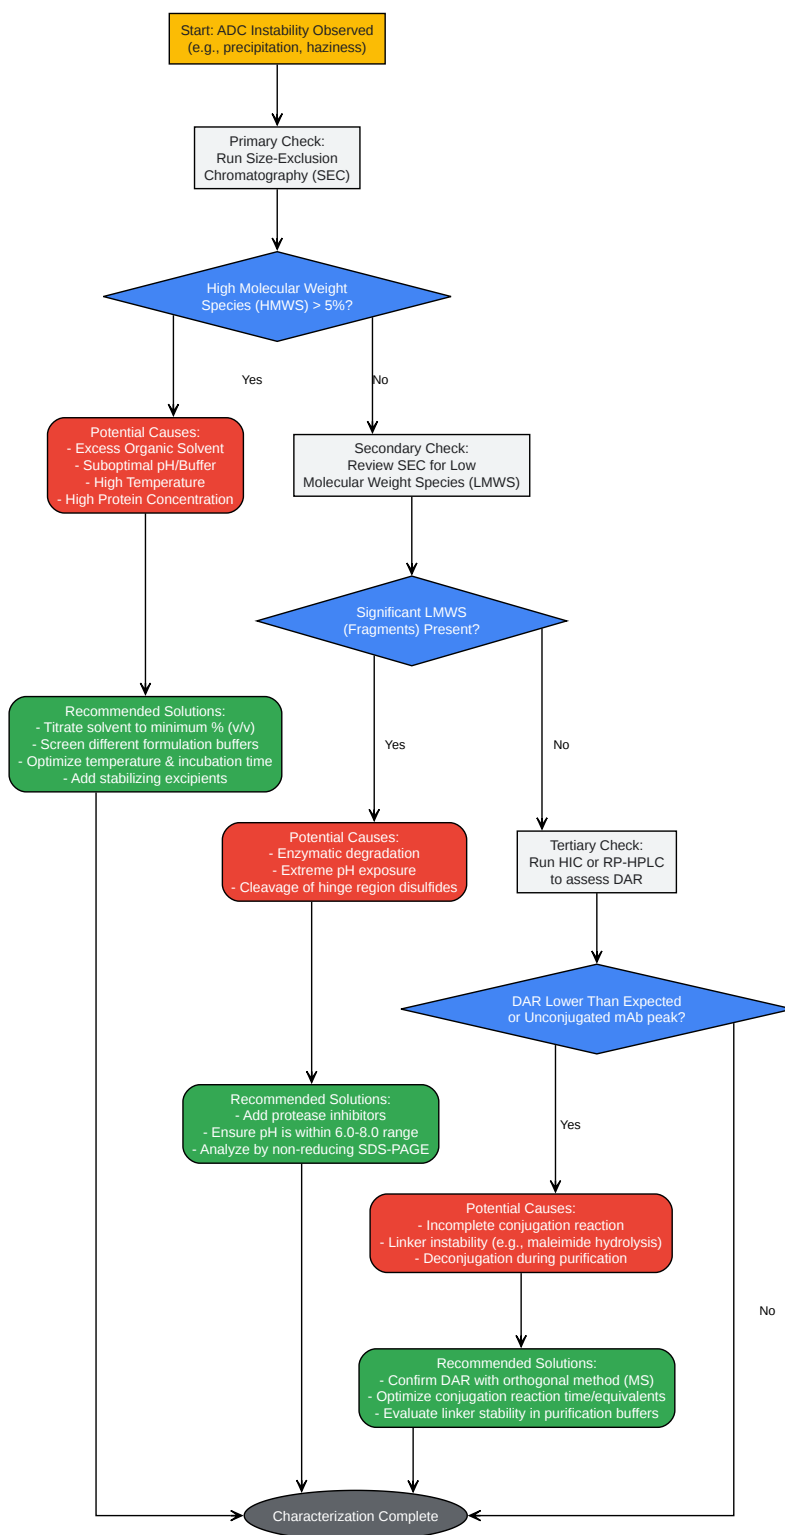 Start: ADC Instability Observed
(e.g., precipitation, haziness)
Primary Check:
Run Size-Exclusion
Chromatography (SEC)
High Molecular Weight
Species (HMWS) > 5%?
Yes
No
Potential Causes:
- Excess Organic Solvent
- Suboptimal pH/Buffer
- High Temperature
- High Protein Concentration
Secondary Check:
Review SEC for Low
Molecular Weight Species (LMWS)
Significant LMWS
(Fragments) Present?
Recommended Solutions:
- Titrate solvent to minimum % (v/v)
- Screen different formulation buffers
- Optimize temperature & incubation time
- Add stabilizing excipients
Yes
No
Potential Causes:
- Enzymatic degradation
- Extreme pH exposure
- Cleavage of hinge region disulfides
Tertiary Check:
Run HIC or RP-HPLC
to assess DAR
DAR Lower Than Expected
or Unconjugated mAb peak?
Recommended Solutions:
- Add protease inhibitors
- Ensure pH is within 6.0-8.0 range
- Analyze by non-reducing SDS-PAGE
Yes
Potential Causes:
- Incomplete conjugation reaction
- Linker instability (e.g., maleimide hydrolysis)
- Deconjugation during purification
No
Recommended Solutions:
- Confirm DAR with orthogonal method (MS)
- Optimize conjugation reaction time/equivalents
- Evaluate linker stability in purification buffers
Characterization Complete